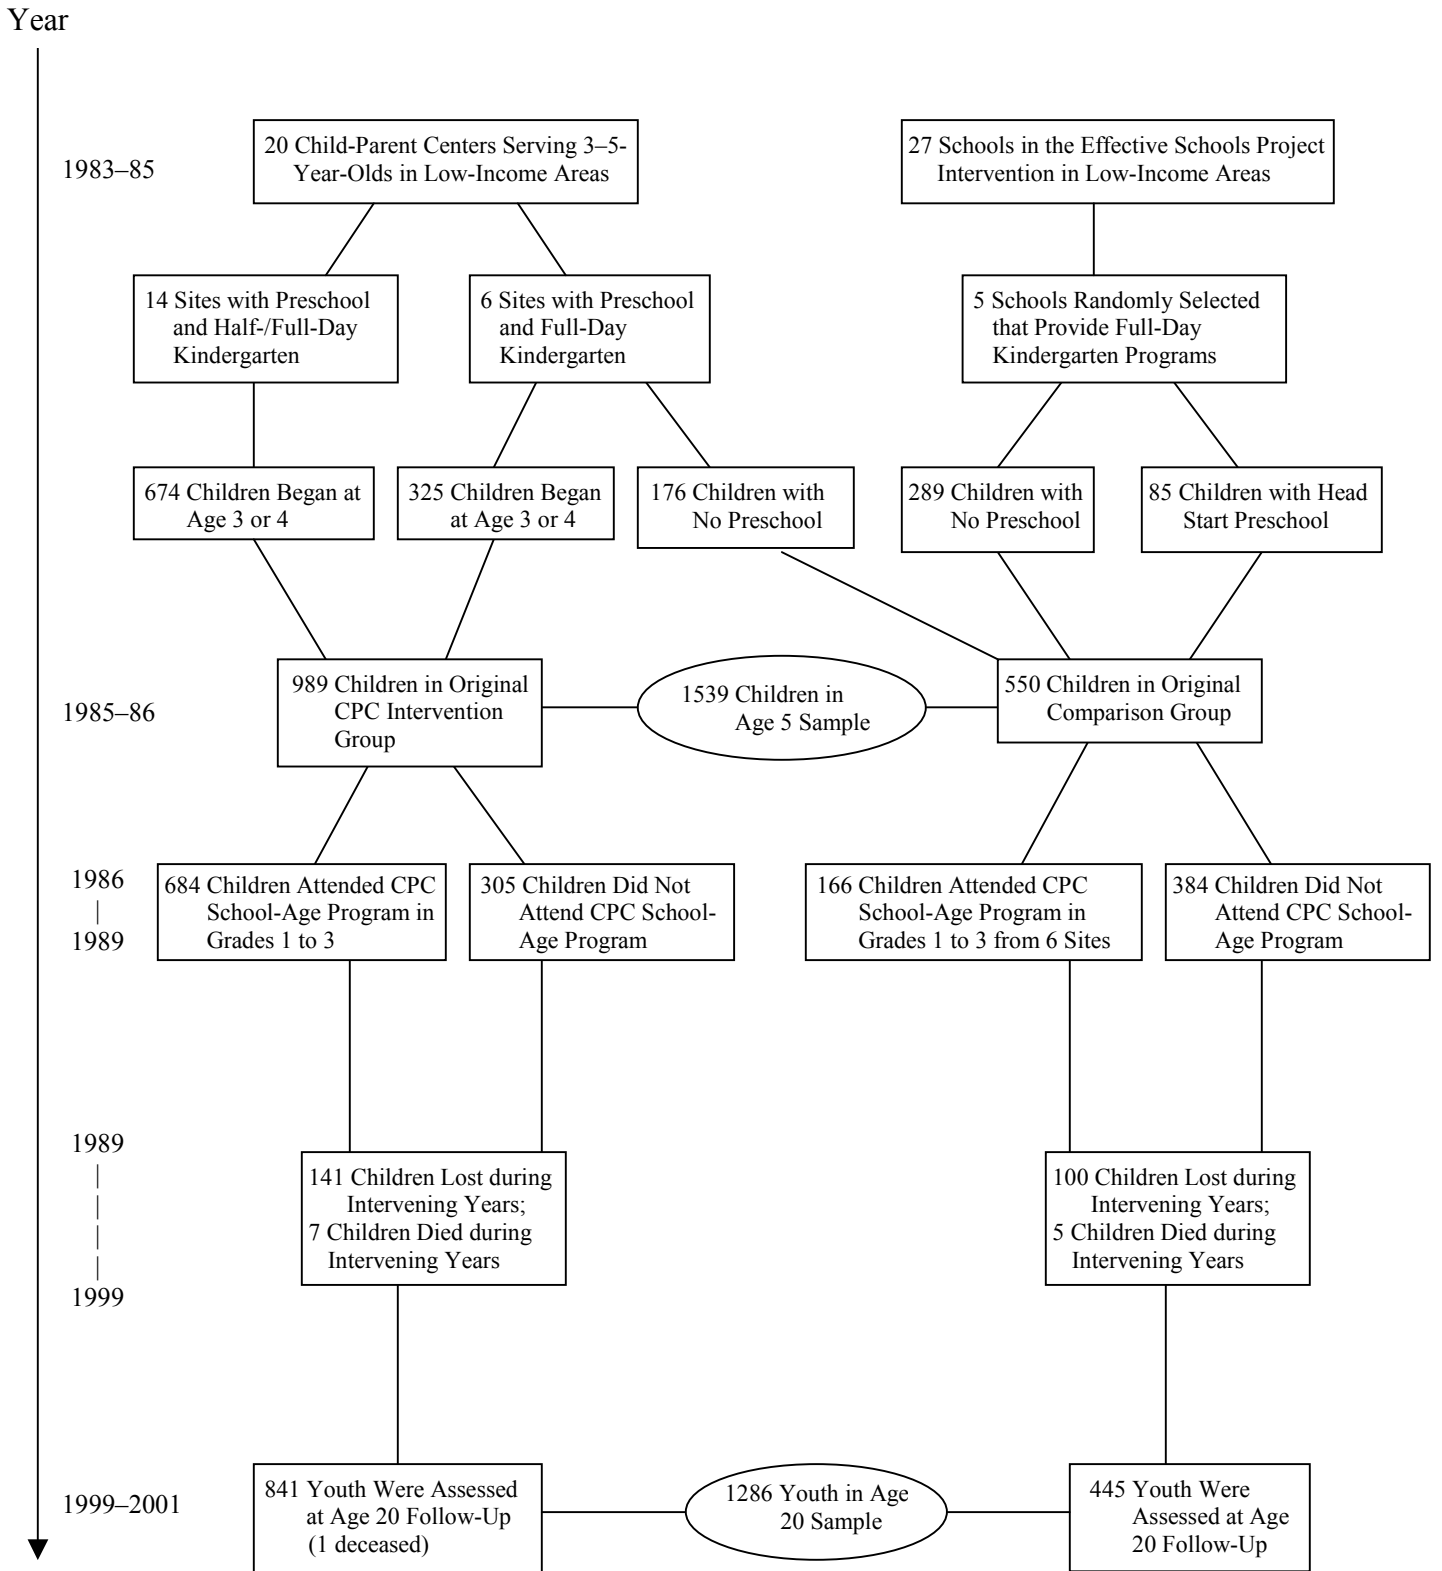 Year
1983–85
20 Child-Parent Centers Serving 3–5-
Year-Olds in Low-Income Areas
27 Schools in the Effective Schools Project
Intervention in Low-Income Areas
14 Sites with Preschool
and Half-/Full-Day
Kindergarten
6 Sites with Preschool
and Full-Day
Kindergarten
5 Schools Randomly Selected
that Provide Full-Day
Kindergarten Programs
674 Children Began at
Age 3 or 4
325 Children Began
at Age 3 or 4
176 Children with
No Preschool
289 Children with
No Preschool
85 Children with Head
Start Preschool
1985–86
989 Children in Original
CPC Intervention
Group
1539 Children in
Age 5 Sample
550 Children in Original
Comparison Group
1986
|
1989
684 Children Attended CPC
School-Age Program in
Grades 1 to 3
305 Children Did Not
Attend CPC School-
Age Program
166 Children Attended CPC
School-Age Program in
Grades 1 to 3 from 6 Sites
384 Children Did Not
Attend CPC School-
Age Program
1989
|
|
|
|
1999
141 Children Lost during
Intervening Years;
7 Children Died during
Intervening Years
100 Children Lost during
Intervening Years;
5 Children Died during
Intervening Years
1999–2001
841 Youth Were Assessed
at Age 20 Follow-Up
(1 deceased)
1286 Youth in Age
20 Sample
445 Youth Were
Assessed at Age
20 Follow-Up